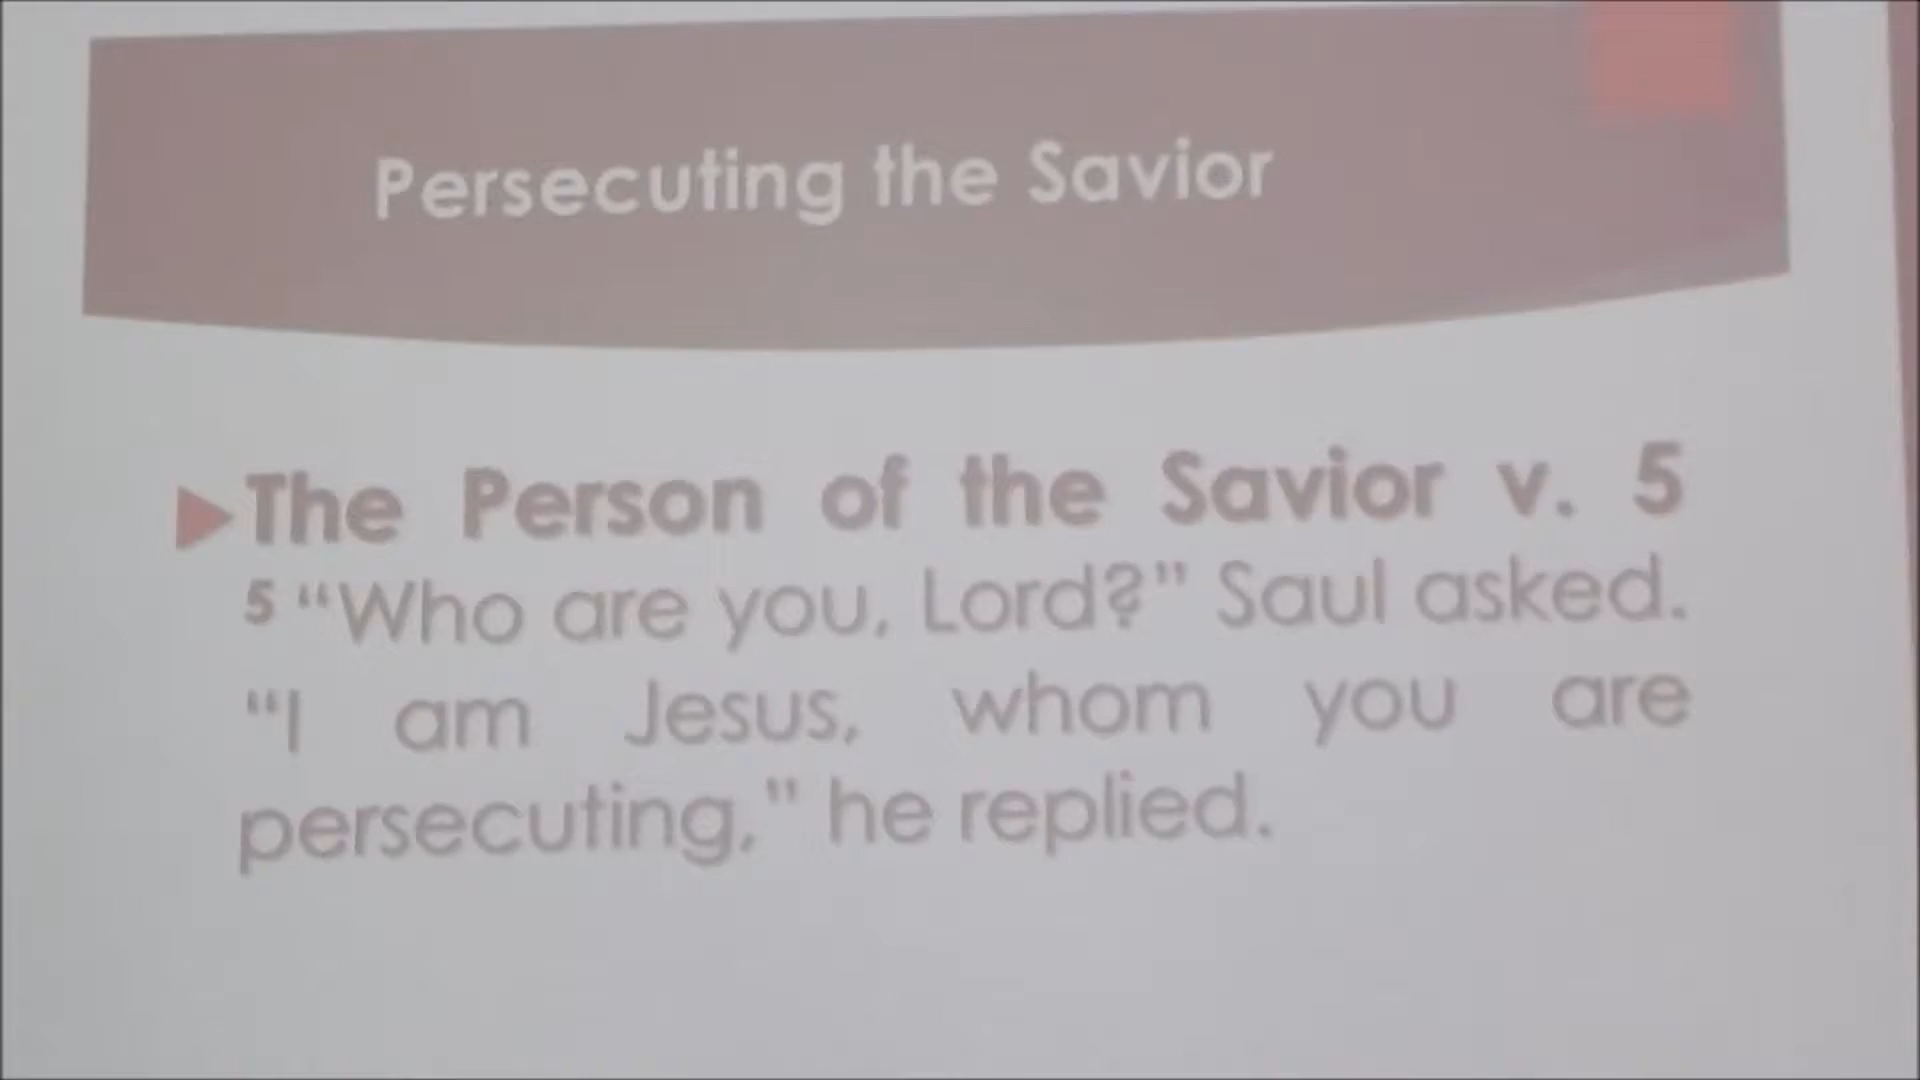 Persecuting the Savior
The Person of the Savior v. 5
5 “Who are you, Lord?” Saul asked.
“I am Jesus, whom you are
persecuting,” he replied.